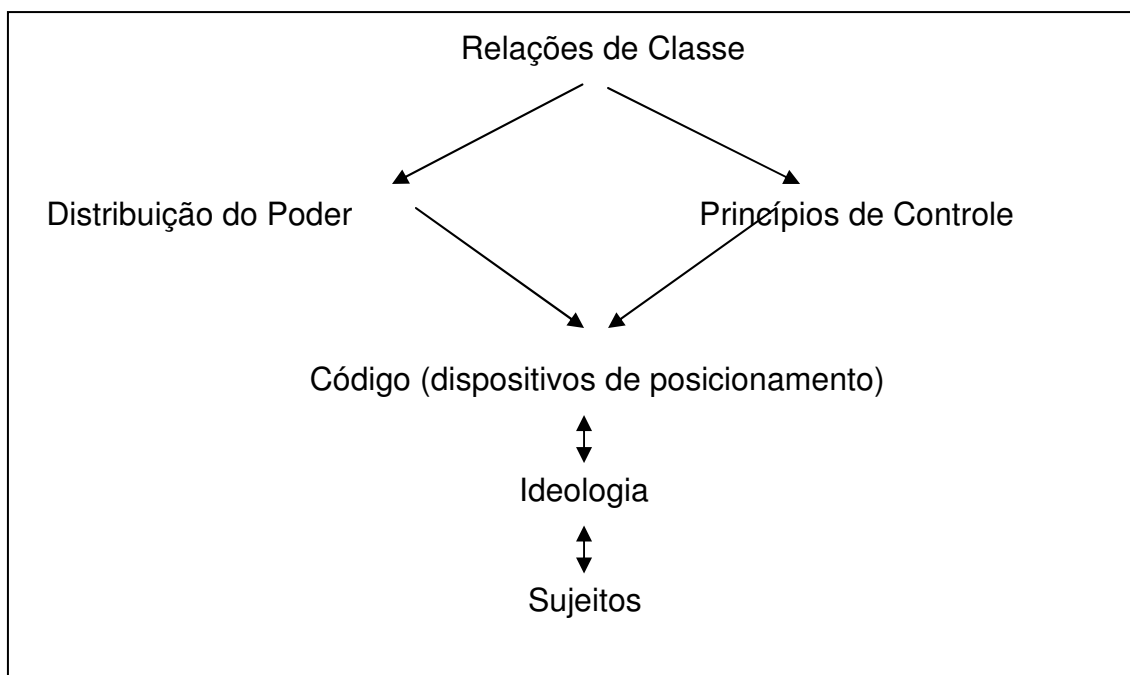 Relações de Classe
Distribuição do Poder
Princípios de Controle
Código (dispositivos de posicionamento)
Ideologia
Sujeitos